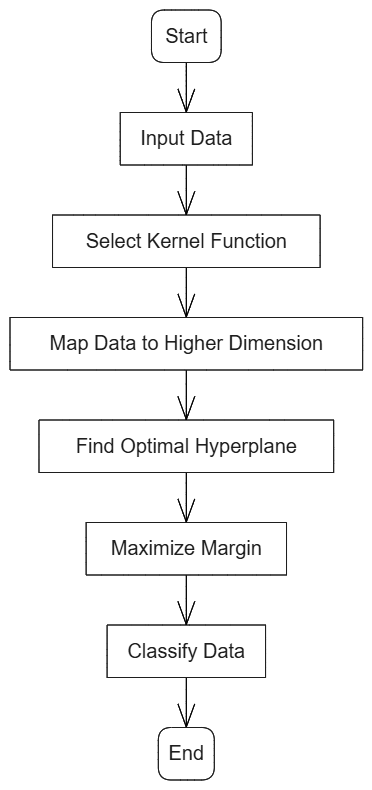 Start
Input Data
Select Kernel Function
Map Data to Higher Dimension
Find Optimal Hyperplane
Maximize Margin
Classify Data
End